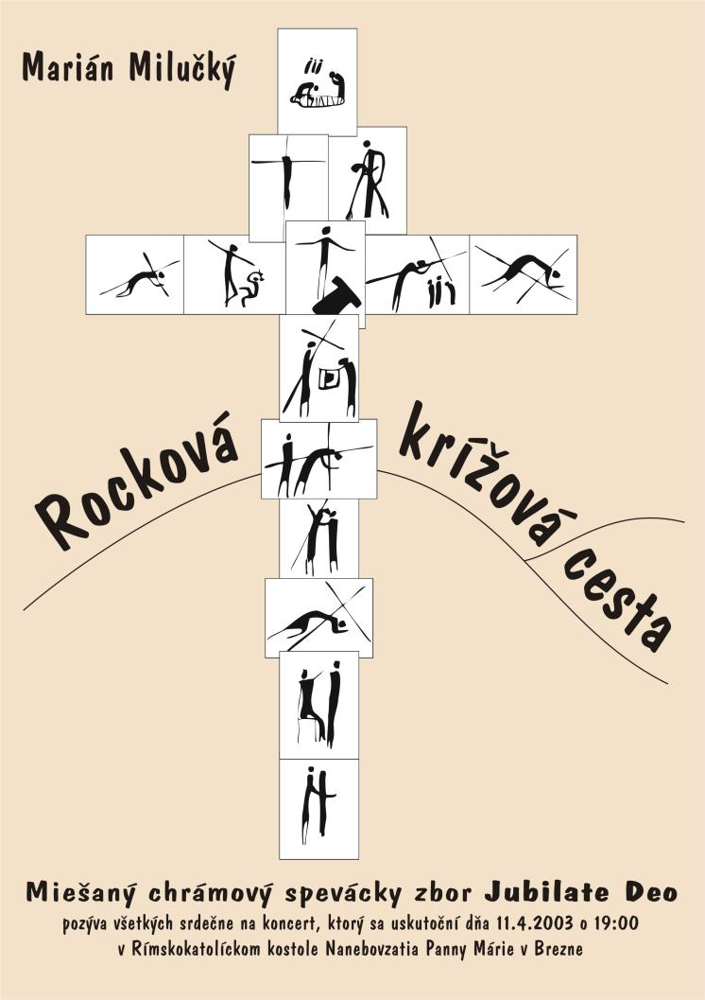 Marián Milučký
Rocková krížová cesta
Miešaný chrámový spevácky zbor Jubilate Deo
pozýva všetkých srdečne na koncert, ktorý sa uskutoční dňa 11.4.2003 o 19:00
v Rímskokatolíckom kostole Nanebovzatia Panny Márie v Brezne